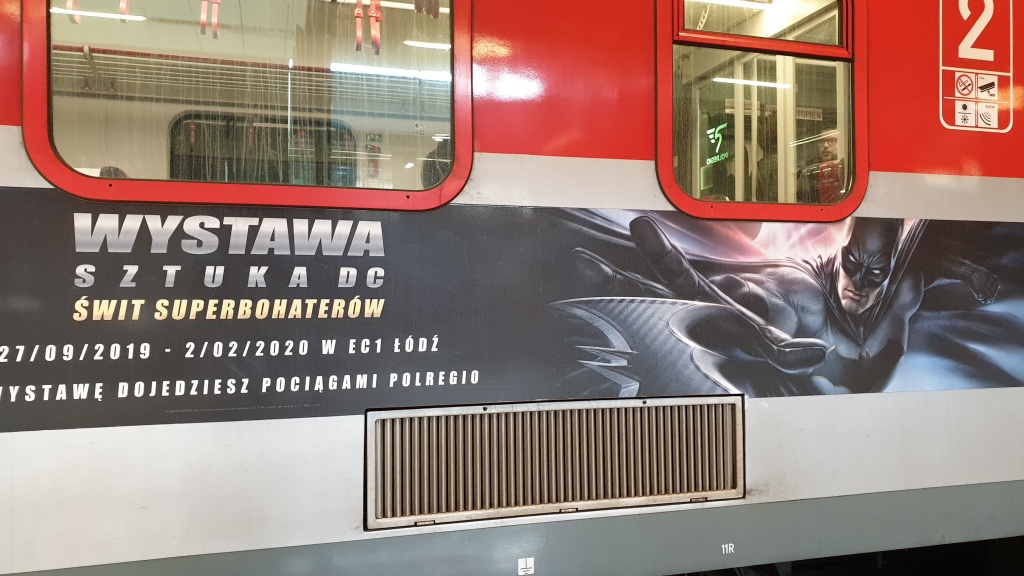 2
WYSTAWA
SZTUKA DC
ŚWIT SUPERBOHATERÓW
27/09/2019 - 2/02/2020 W EC1 ŁÓDŹ
WYSTAWĘ DOJEDZIESZ POCIĄGAMI POLREGIO
11R